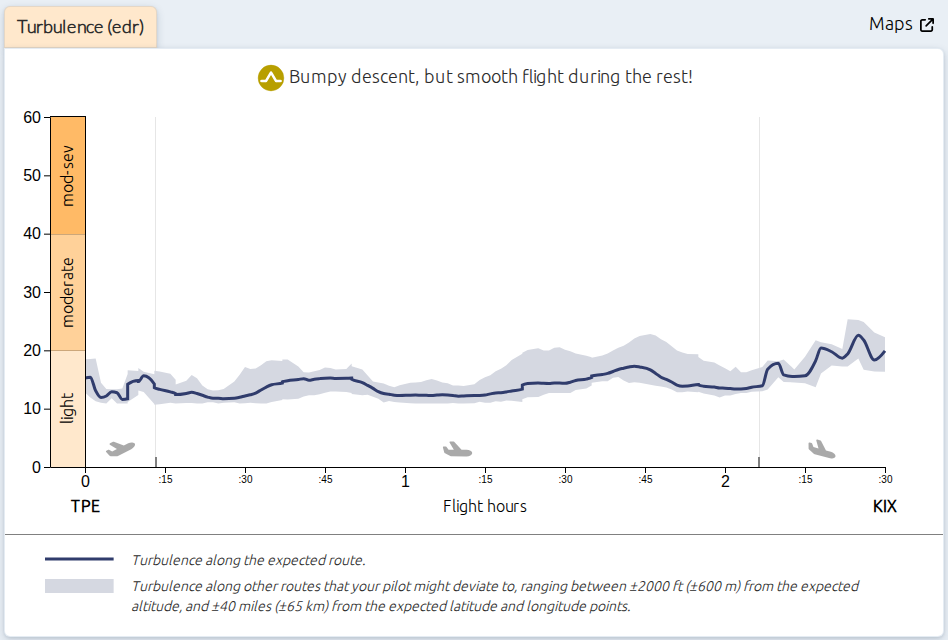 Turbulence (edr)
Maps
Bumpy descent, but smooth flight during the rest!
60
50
40
30
20
10
0
mod-sev
moderate
light
0 :15 :30 :45 1 :15 :30 :45 2 :15 :30
TPE Flight hours KIX
Turbulence along the expected route.
Turbulence along other routes that your pilot might deviate to, ranging between ±2000 ft (±600 m) from the expected
altitude, and ±40 miles (±65 km) from the expected latitude and longitude points.